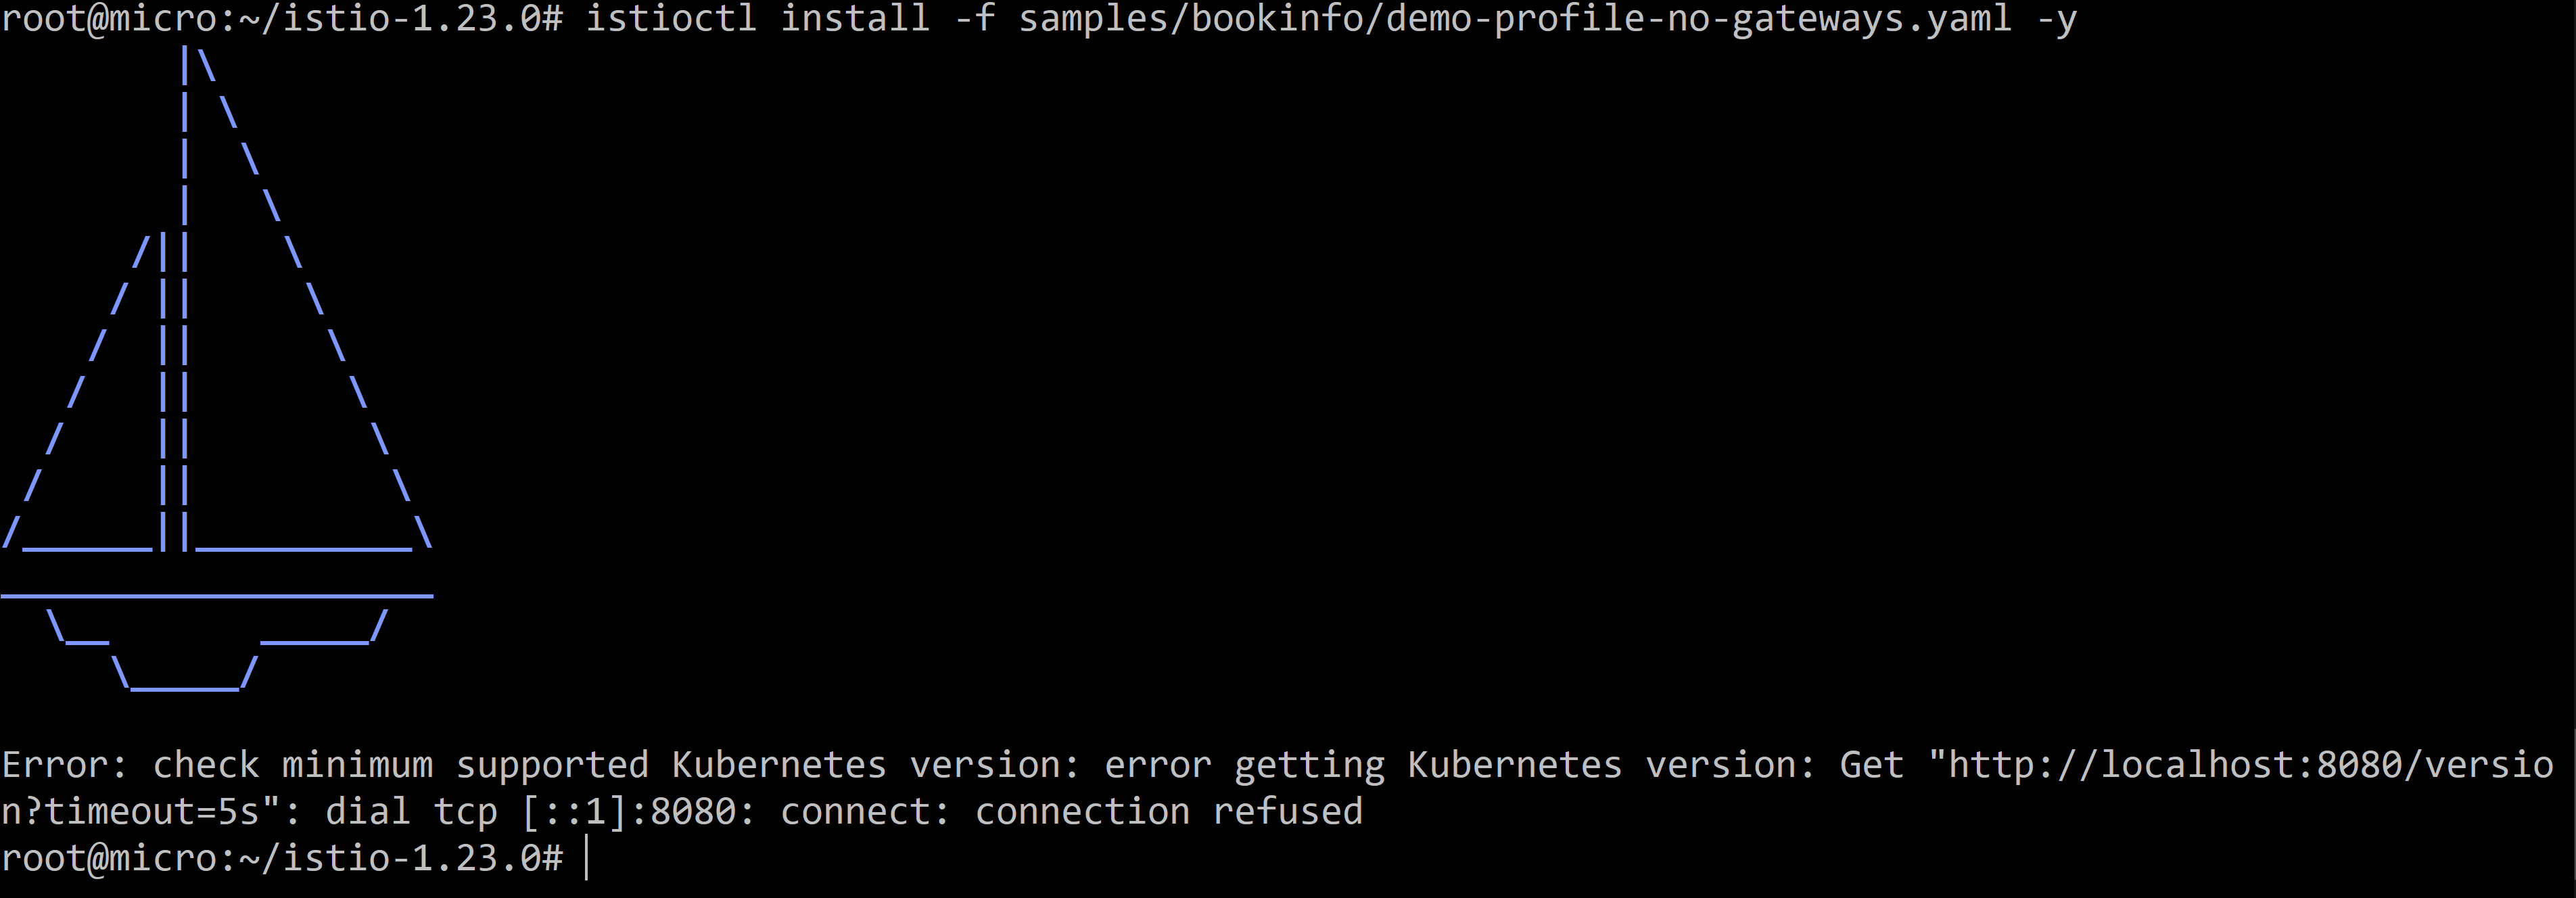 root@micro:~/istio-1.23.0# istioctl install -f samples/bookinfo/demo-profile-no-gateways.yaml -y
Error: check minimum supported Kubernetes version: error getting Kubernetes version: Get "http://localhost:8080/versio
n?timeout=5s": dial tcp [::1]:8080: connect: connection refused
root@micro:~/istio-1.23.0#